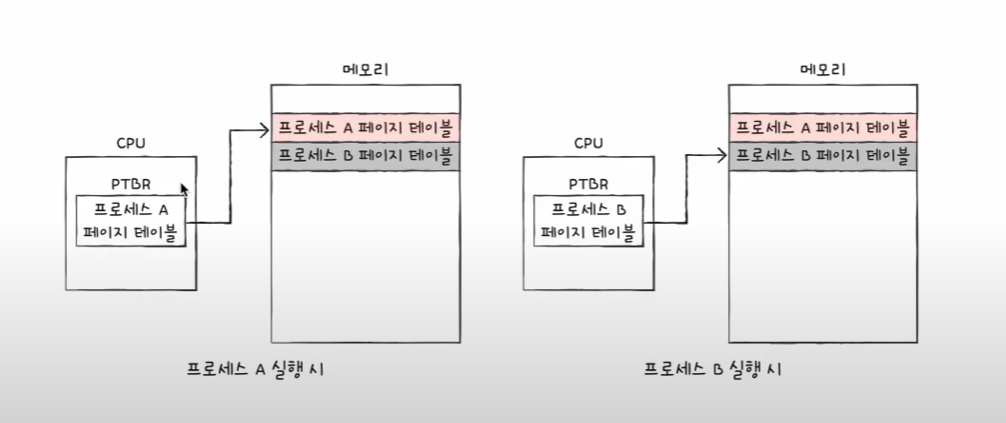 메모리
프로세스 A 페이지 테이블
프로세스 B 페이지 테이블
CPU
PTBR
프로세스 A
페이지 테이블
프로세스 A 실행 시
메모리
프로세스 A 페이지 테이블
프로세스 B 페이지 테이블
CPU
PTBR
프로세스 B
페이지 테이블
프로세스 B 실행 시